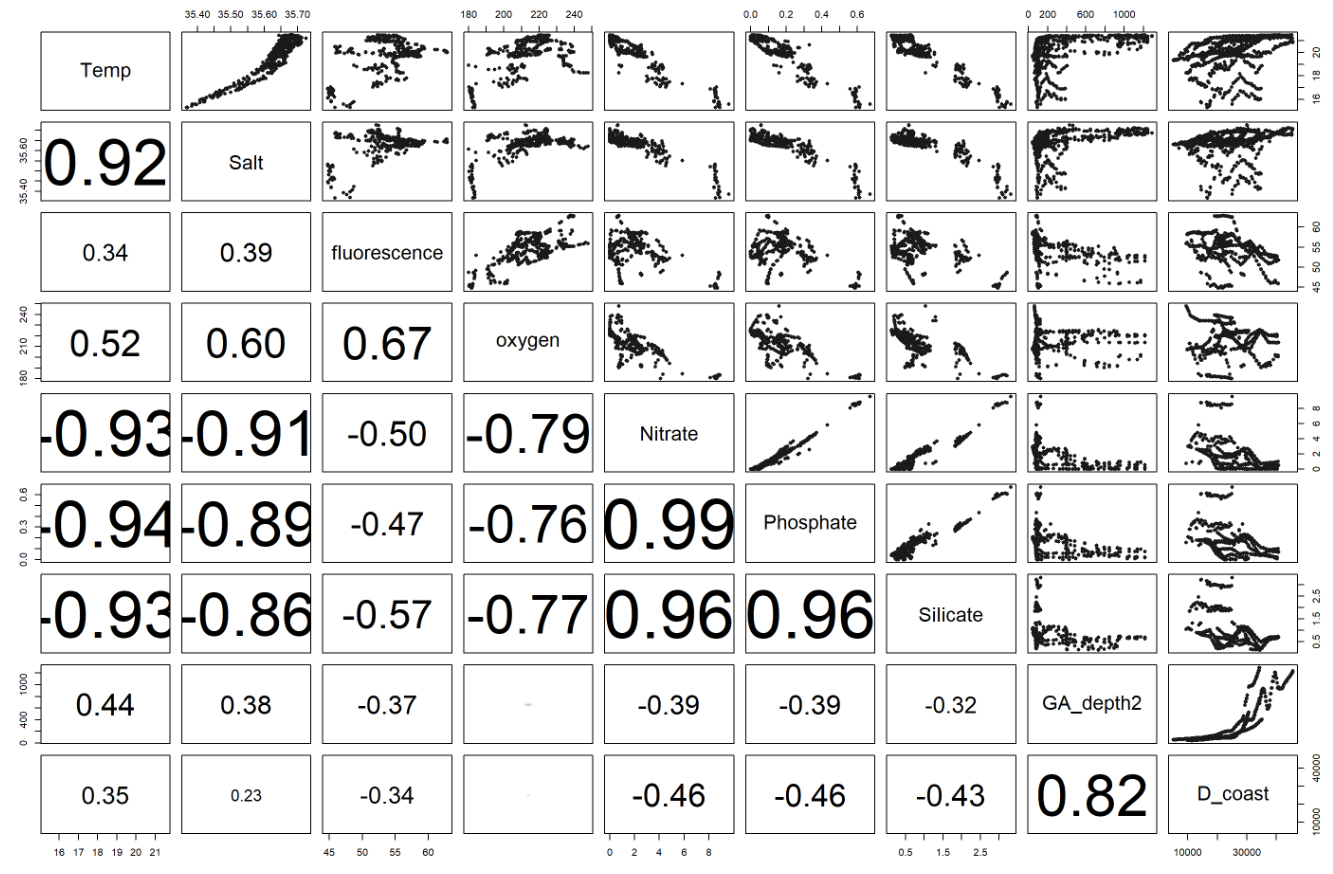 35.40 35.50 35.60 35.70 180 200 220 240 0.0 0.2 0.4 0.6 0 200 600 1000
Temp 16 18 20
35.40 35.60 0.92 Salt
0.34 0.39 fluorescence 45 50 55 60
180 210 240 0.52 0.60 0.67 oxygen
-0.93 -0.91 -0.50 -0.79 Nitrate 0 2 4 6 8
0.0 0.3 0.6 -0.94 -0.89 -0.47 -0.76 0.99 Phosphate
-0.93 -0.86 -0.57 -0.77 0.96 0.96 Silicate 0.5 1.5 2.5
0 400 1000 0.44 0.38 -0.37 -0.39 -0.39 -0.32 GA_depth2
0.35 0.23 -0.34 -0.46 -0.46 -0.43 0.82 D_coast 10000 40000
16 17 18 19 20 21 45 50 55 60 0 2 4 6 8 0.5 1.5 2.5 10000 30000